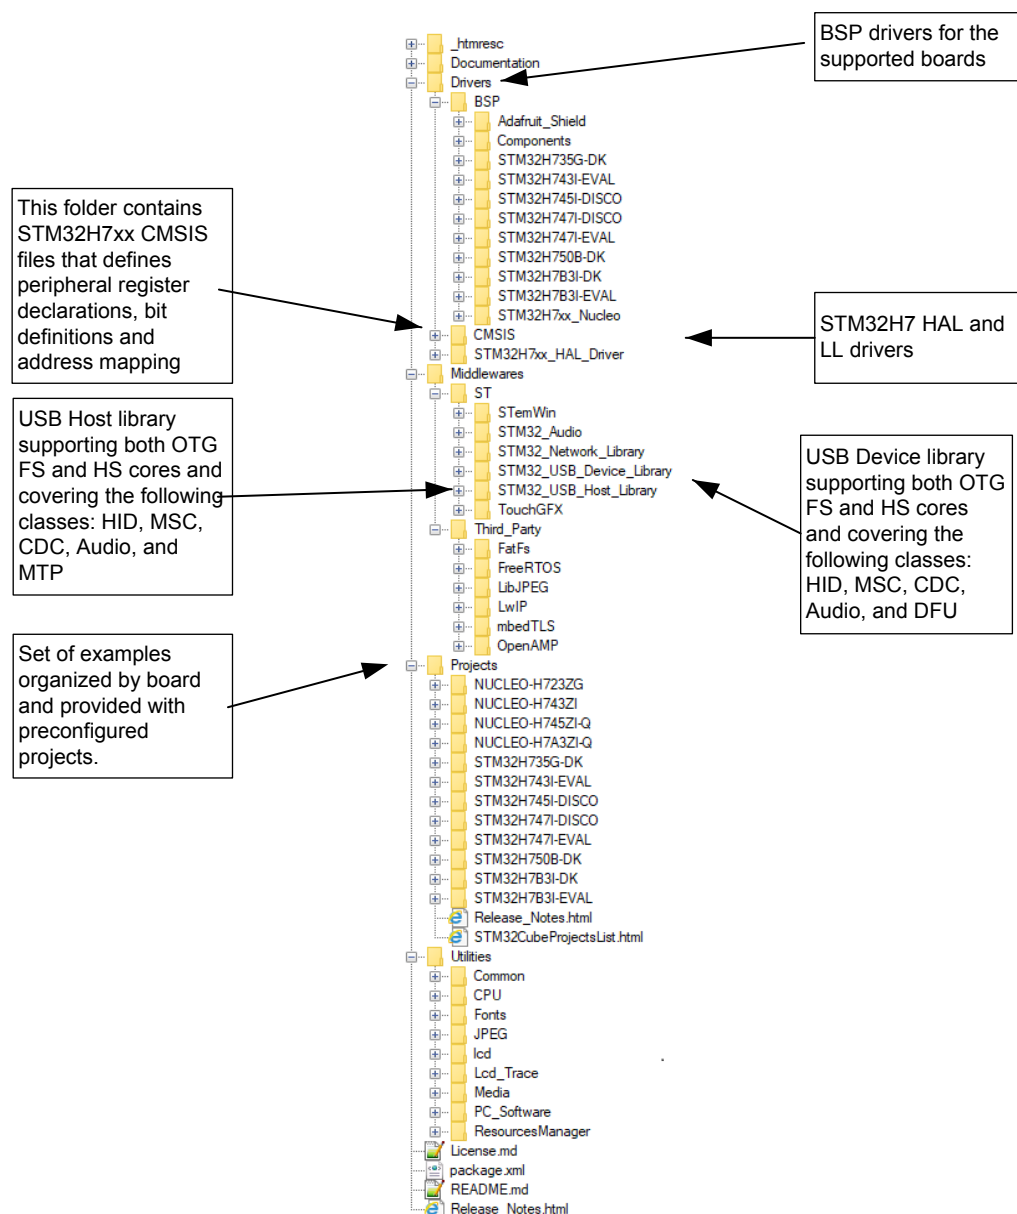 BSP drivers for the
supported boards
_htmresc
Documentation
Drivers
BSP
Adafruit_Shield
Components
STM32H735G-DK
STM32H743I-EVAL
STM32H745I-DISCO
STM32H747I-DISCO
STM32H747I-EVAL
STM32H750B-DK
STM32H7B3I-DK
STM32H7B3I-EVAL
STM32H7xx_Nucleo
CMSIS
STM32H7xx_HAL_Driver
This folder contains
STM32H7xx CMSIS
files that defines
peripheral register
declarations, bit
definitions and
address mapping
STM32H7 HAL and
LL drivers
Middlewares
ST
STemWin
STM32_Audio
STM32_Network_Library
STM32_USB_Device_Library
STM32_USB_Host_Library
TouchGFX
USB Host library
supporting both OTG
FS and HS cores and
covering the following
classes: HID, MSC,
CDC, Audio, and
MTP
USB Device library
supporting both OTG
FS and HS cores
and covering the
following classes:
HID, MSC, CDC,
Audio, and DFU
Third_Party
FatFs
FreeRTOS
LibJPEG
LwIP
mbedTLS
OpenAMP
Set of examples
organized by board
and provided with
preconfigured
projects.
Projects
NUCLEO-H723ZG
NUCLEO-H743ZI
NUCLEO-H745ZI-Q
NUCLEO-H7A3ZI-Q
STM32H735G-DK
STM32H743I-EVAL
STM32H745I-DISCO
STM32H747I-DISCO
STM32H747I-EVAL
STM32H750B-DK
STM32H7B3I-DK
STM32H7B3I-EVAL
Release_Notes.html
STM32CubeProjectsList.html
Utilities
Common
CPU
Fonts
JPEG
lcd
Lcd_Trace
Media
PC_Software
ResourcesManager
License.md
package.xml
README.md
Release_Notes.html